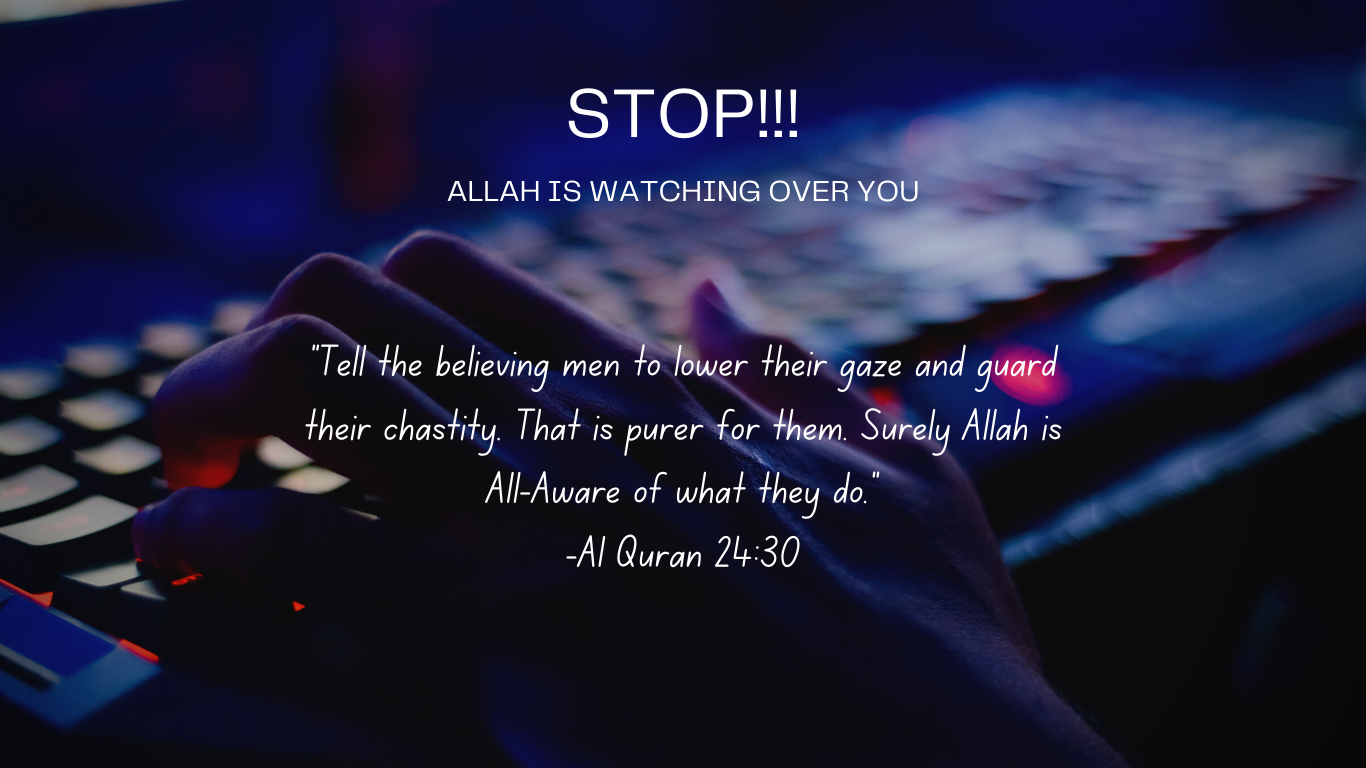 STOP!!!
ALLAH IS WATCHING OVER YOU
"Tell the believing men to lower their gaze and guard
their chastity. That is purer for them. Surely Allah is
All-Aware of what they do."
-Al Quran 24:30